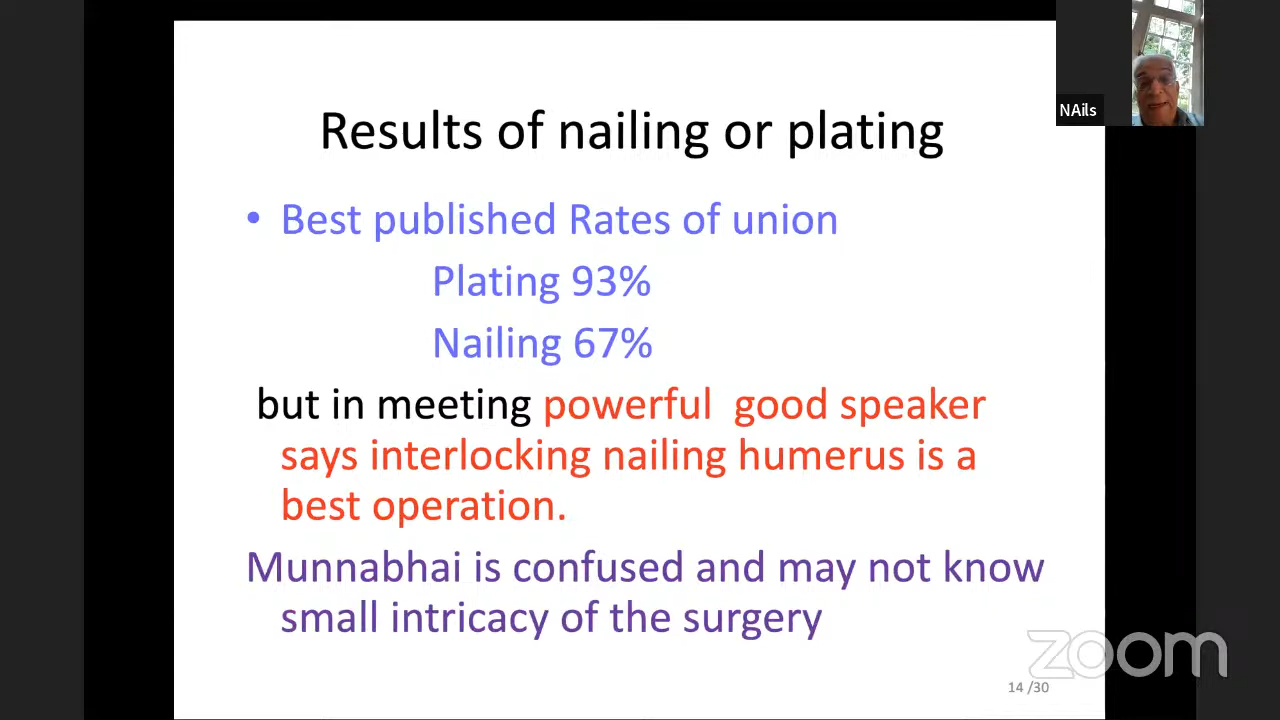 NAils
Results of nailing or plating
• Best published Rates of union
Plating 93%
Nailing 67%
but in meeting powerful good speaker
says interlocking nailing humerus is a
best operation.
Munnabhai is confused and may not know
small intricacy of the surgery
zoom
14 /30